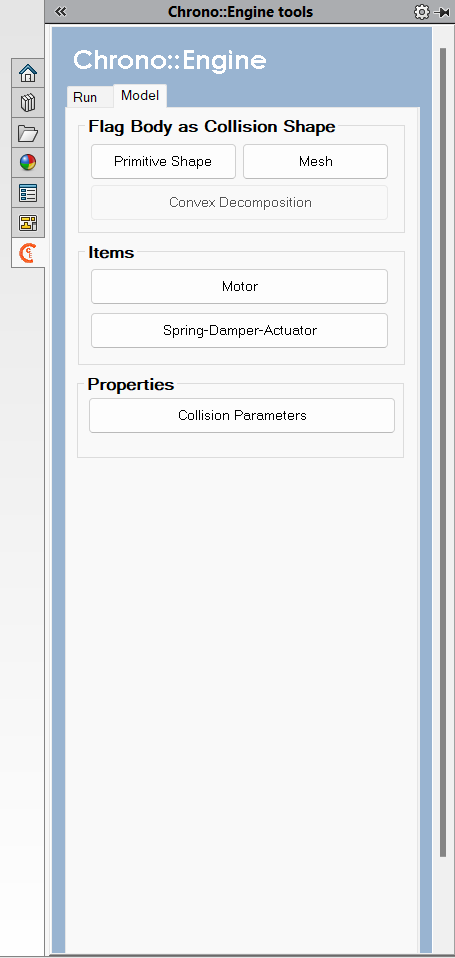 Chrono::Engine tools
Chrono::Engine
Run Model
Flag Body as Collision Shape
Primitive Shape Mesh
Convex Decomposition
Items
Motor
Spring-Damper-Actuator
Properties
Collision Parameters